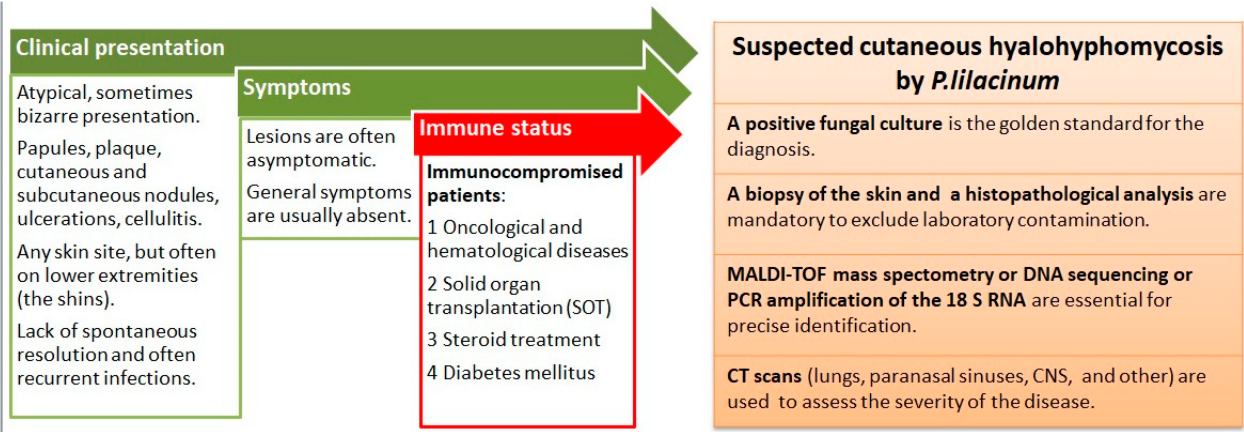 Clinical presentation
Atypical, sometimes
bizarre presentation.
Papules, plaque,
cutaneous and
subcutaneous nodules,
ulcerations, cellulitis.
Any skin site, but often
on lower extremities
(the shins).
Lack of spontaneous
resolution and often
recurrent infections.
Symptoms
Lesions are often
asymptomatic.
General symptoms
are usually absent.
Immune status
Immunocompromised
patients:
1 Oncological and
hematological diseases
2 Solid organ
transplantation (SOT)
3 Steroid treatment
4 Diabetes mellitus
Suspected cutaneous hyalohyphomycosis
by P.lilacinum
A positive fungal culture is the golden standard for the
diagnosis.
A biopsy of the skin and a histopathological analysis are
mandatory to exclude laboratory contamination.
MALDI-TOF mass spectometry or DNA sequencing or
PCR amplification of the 18 S RNA are essential for
precise identification.
CT scans (lungs, paranasal sinuses, CNS, and other) are
used to assess the severity of the disease.